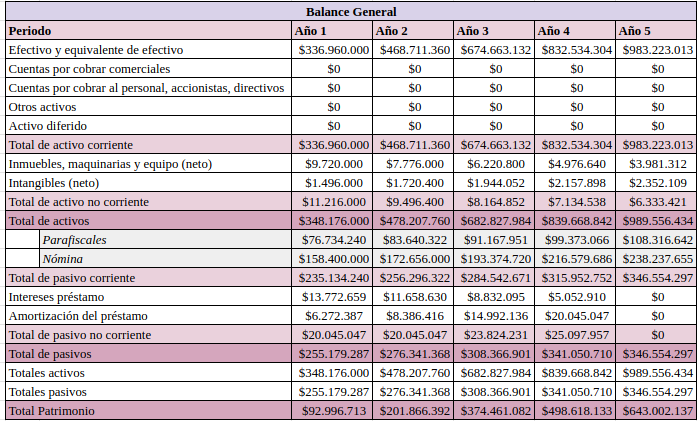 Balance General
Periodo Año 1 Año 2 Año 3 Año 4 Año 5
Efectivo y equivalente de efectivo $336.960.000 $468.711.360 $674.663.132 $832.534.304 $983.223.013
Cuentas por cobrar comerciales $0 $0 $0 $0 $0
Cuentas por cobrar al personal, accionistas, directivos $0 $0 $0 $0 $0
Otros activos $0 $0 $0 $0 $0
Activo diferido $0 $0 $0 $0 $0
Total de activo corriente $336.960.000 $468.711.360 $674.663.132 $832.534.304 $983.223.013
Inmuebles, maquinarias y equipo (neto) $9.720.000 $7.776.000 $6.220.800 $4.976.640 $3.981.312
Intangibles (neto) $1.496.000 $1.720.400 $1.944.052 $2.157.898 $2.352.109
Total de activo no corriente $11.216.000 $9.496.400 $8.164.852 $7.134.538 $6.333.421
Total de activos $348.176.000 $478.207.760 $682.827.984 $839.668.842 $989.556.434
Parafiscales $76.734.240 $83.640.322 $91.167.951 $99.373.066 $108.316.642
Nómina $158.400.000 $172.656.000 $193.374.720 $216.579.686 $238.237.655
Total de pasivo corriente $235.134.240 $256.296.322 $284.542.671 $315.952.752 $346.554.297
Intereses préstamo $13.772.659 $11.658.630 $8.832.095 $5.052.910 $0
Amortización del préstamo $6.272.387 $8.386.416 $14.992.136 $20.045.047 $0
Total de pasivo no corriente $20.045.047 $20.045.047 $23.824.231 $25.097.957 $0
Total de pasivos $255.179.287 $276.341.368 $308.366.901 $341.050.710 $346.554.297
Totales activos $348.176.000 $478.207.760 $682.827.984 $839.668.842 $989.556.434
Totales pasivos $255.179.287 $276.341.368 $308.366.901 $341.050.710 $346.554.297
Total Patrimonio $92.996.713 $201.866.392 $374.461.082 $498.618.133 $643.002.137